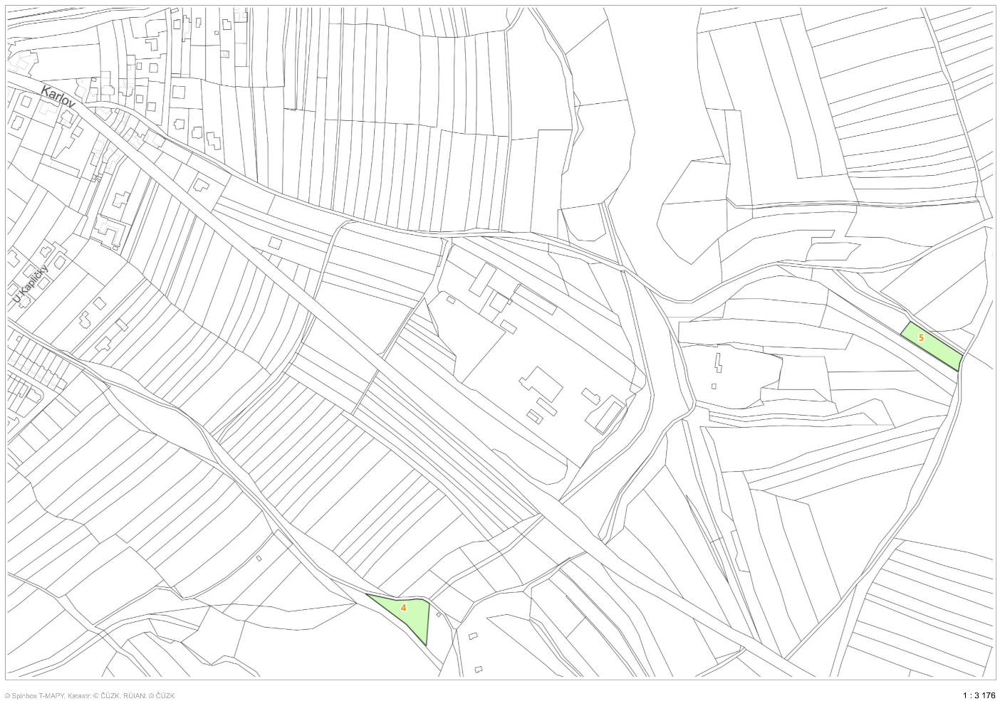 Karlov
U Kapličky
5
4
© Spinbox T-MAPY, Katastr: © ČÚZK, RÚIAN: © ČÚZK
1 : 3 176